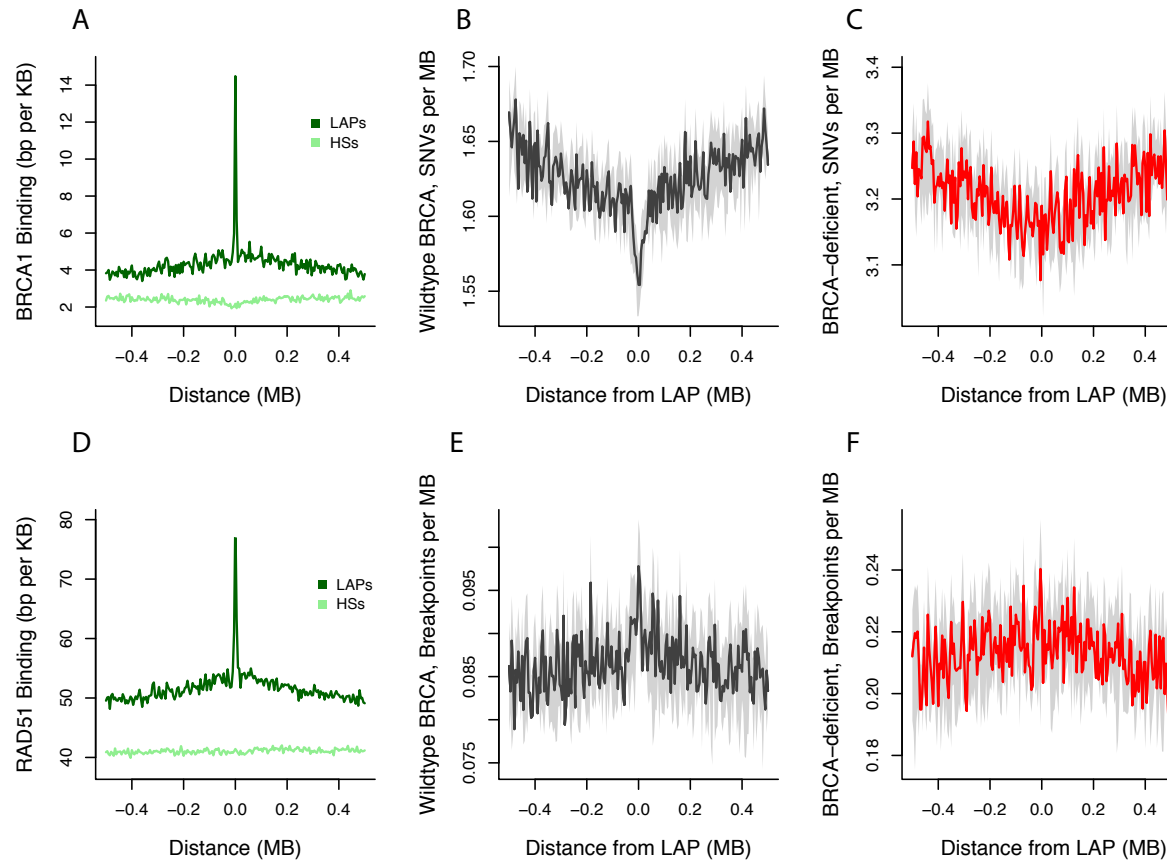 A
BRCA1 Binding (bp per KB)
14
12
10
8
6
4
2
LAPs
HSs
−0.4 −0.2 0.0 0.2 0.4
Distance (MB)
B
Wildtype BRCA, SNVs per MB
1.70
1.65
1.60
1.55
−0.4 −0.2 0.0 0.2 0.4
Distance from LAP (MB)
C
BRCA−deficient, SNVs per MB
3.4
3.3
3.2
3.1
−0.4 −0.2 0.0 0.2 0.4
Distance from LAP (MB)
D
RAD51 Binding (bp per KB)
80
70
60
50
40
LAPs
HSs
−0.4 −0.2 0.0 0.2 0.4
Distance (MB)
E
Wildtype BRCA, Breakpoints per MB
0.095
0.085
0.075
−0.4 −0.2 0.0 0.2 0.4
Distance from LAP (MB)
F
BRCA−deficient, Breakpoints per MB
0.24
0.22
0.20
0.18
−0.4 −0.2 0.0 0.2 0.4
Distance from LAP (MB)